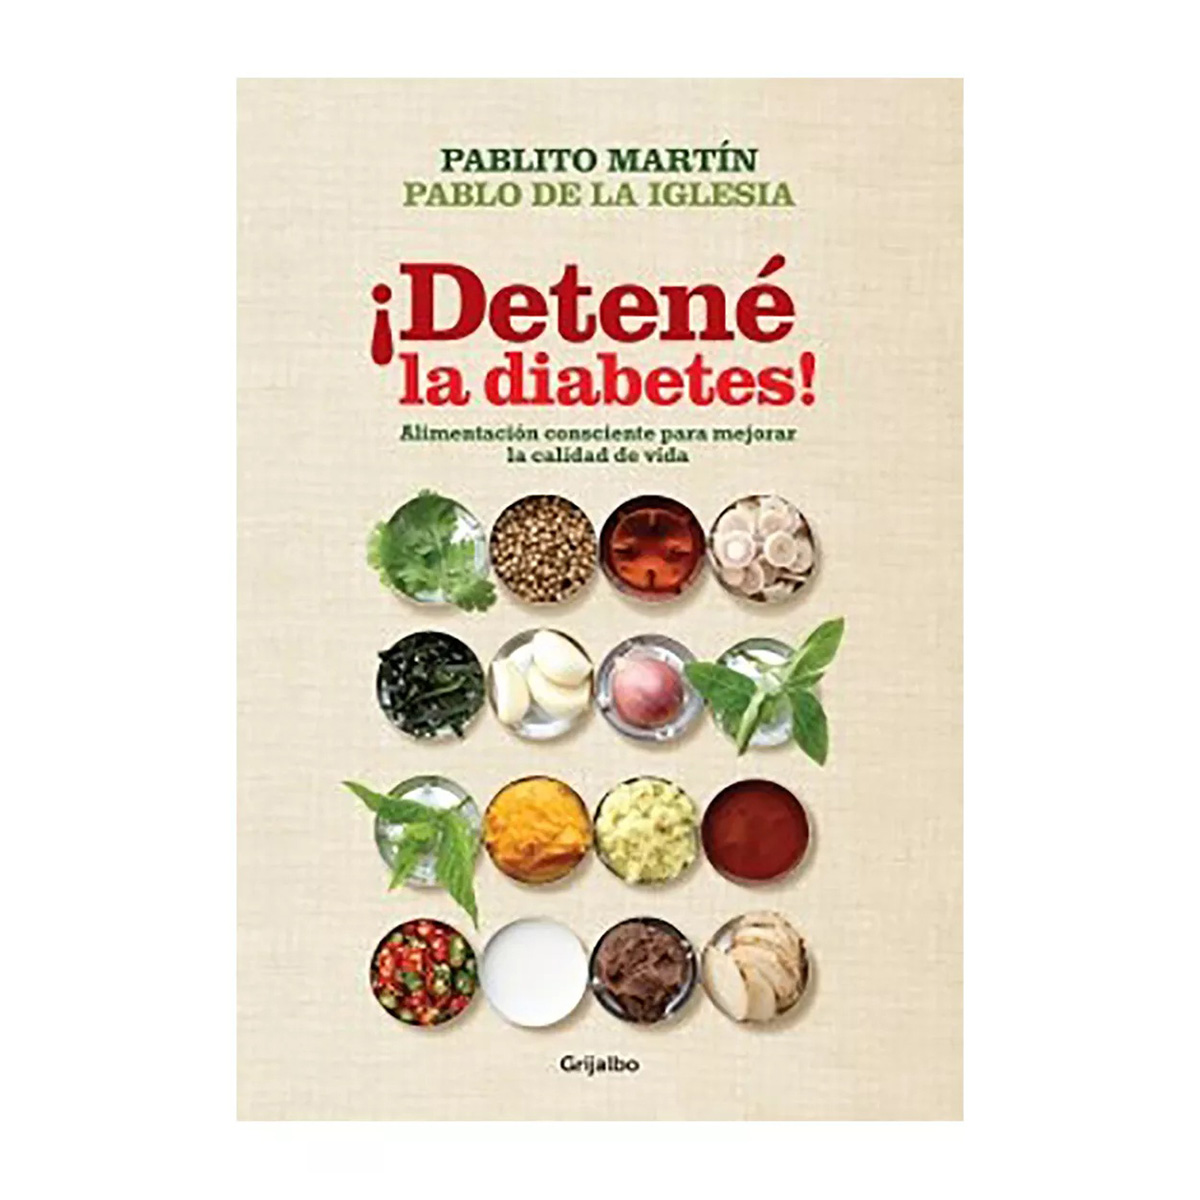 PABLITO MARTÍN
PABLO DE LA IGLESIA
¡Detené
la diabetes!
Alimentación consciente para mejorar
la calidad de vida
Grijalbo